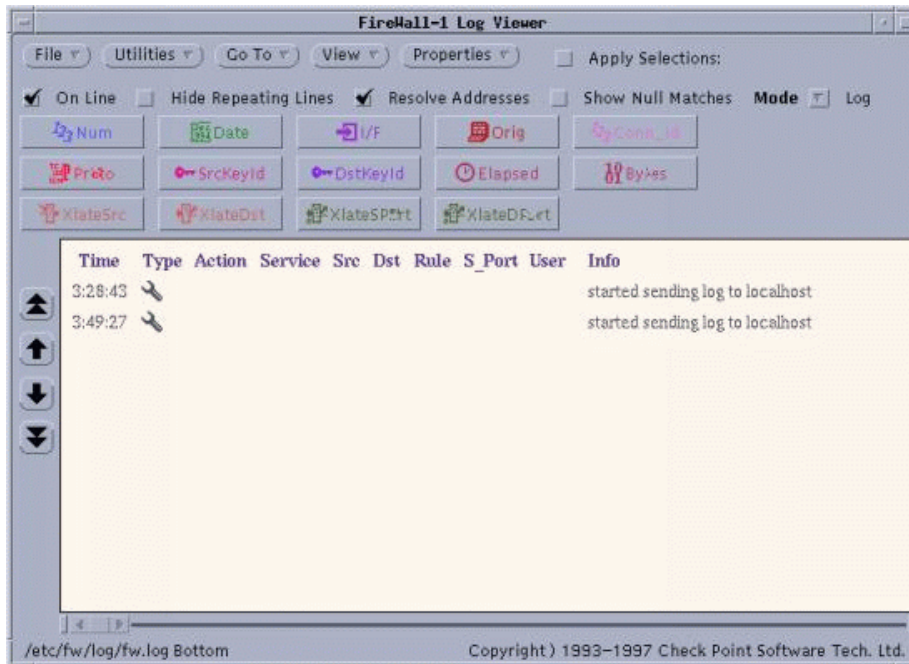 FireWall-1 Log Viewer
File Utilities Go To View Properties Apply Selections:
On Line Hide Repeating Lines Resolve Addresses Show Null Matches Mode Log
Num Date I/F Orig Conn_id
Proto SrcKeyId DstKeyId Elapsed Bytes
XlateSrc XlateDst XlateSPort XlateDPort
Time Type Action Service Src Dst Rule S_Port User Info
3:28:43 started sending log to localhost
3:49:27 started sending log to localhost
/etc/fw/log/fw.log Bottom Copyright ) 1993-1997 Check Point Software Tech. Ltd.